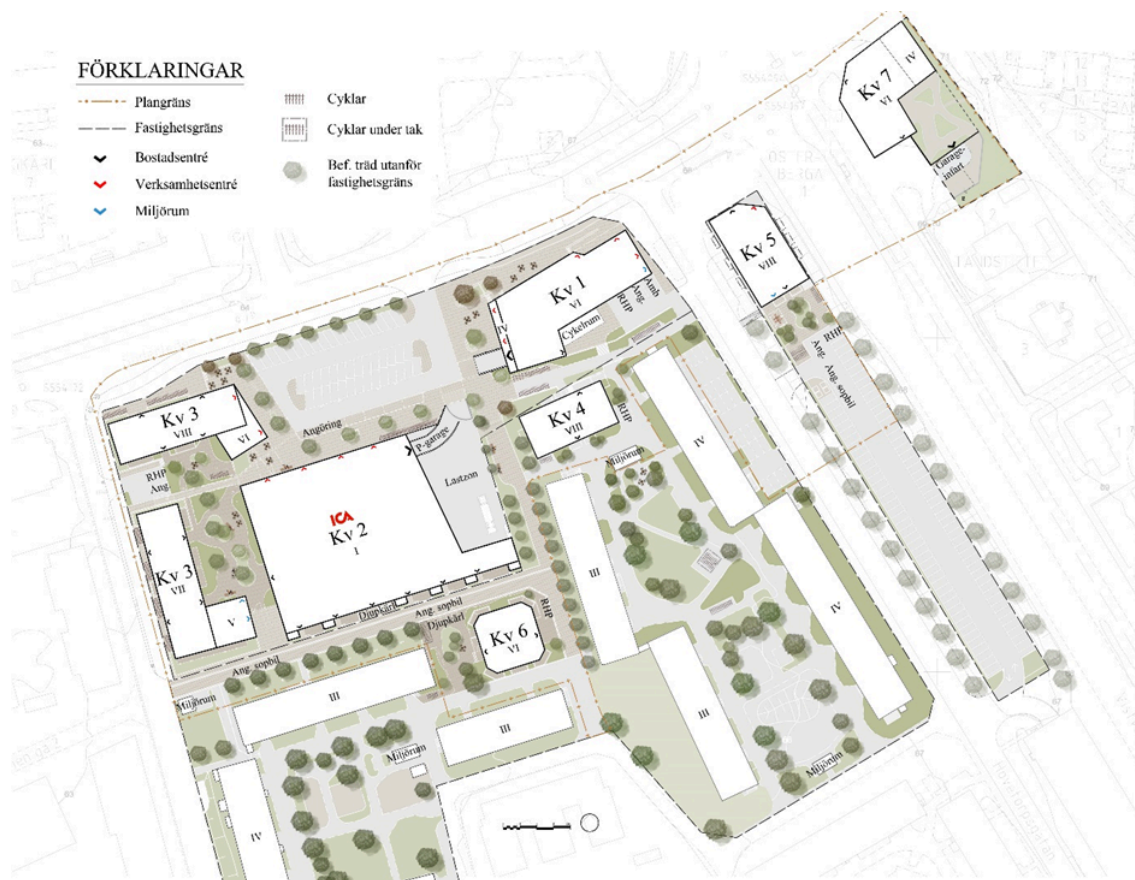 FÖRKLARINGAR
Plangräns
Fastighetsgräns
Bostadsentré
Verksamhetsentré
Miljörum
Cyklar
Cyklar under tak
Bef. träd utanför
fastighetsgräns
Kv 7
VI
IV
Garage-
infart
Kv 5
VIII
RHP
Ang.
Ang. sopbil
Kv 1
VI
IV
Cykelrum
RHP
Ang.
Amb
Kv 3
VIII
VI
RHP
Ang.
Angöring
P-garage
Lastzon
Kv 4
VIII
RHP
Miljörum
IV
ICA
Kv 2
I
Kv 3
VII
V
Djupkärl
Ang. sopbil
Djupkärl
Kv 6
VI
RHP
Ang. sopbil
Miljörum
III
III
III
III
IV
Miljörum
Miljörum
IV